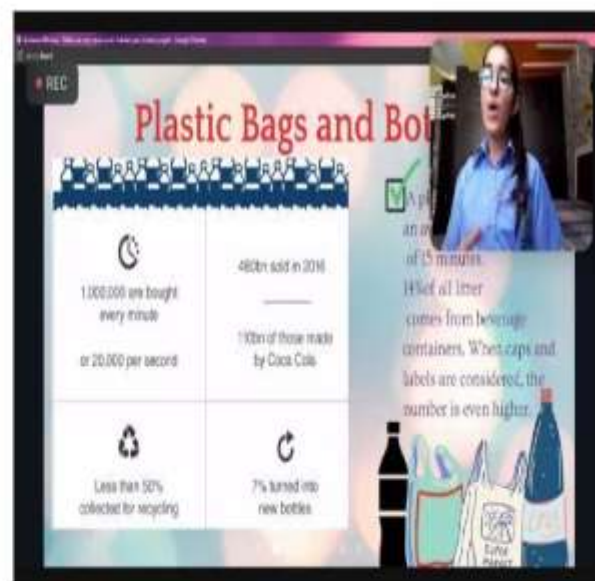 REC
Plastic Bags and Bot
1,000,000 are bought
every minute
or 20,000 per second
480bn sold in 2016
110bn of those made
by Coca Cola
Less than 50%
collected for recycling
7% turned into
new bottles
of 15 minutes.
14% of all litter
comes from beverage
containers. When caps and
labels are considered, the
number is even higher.